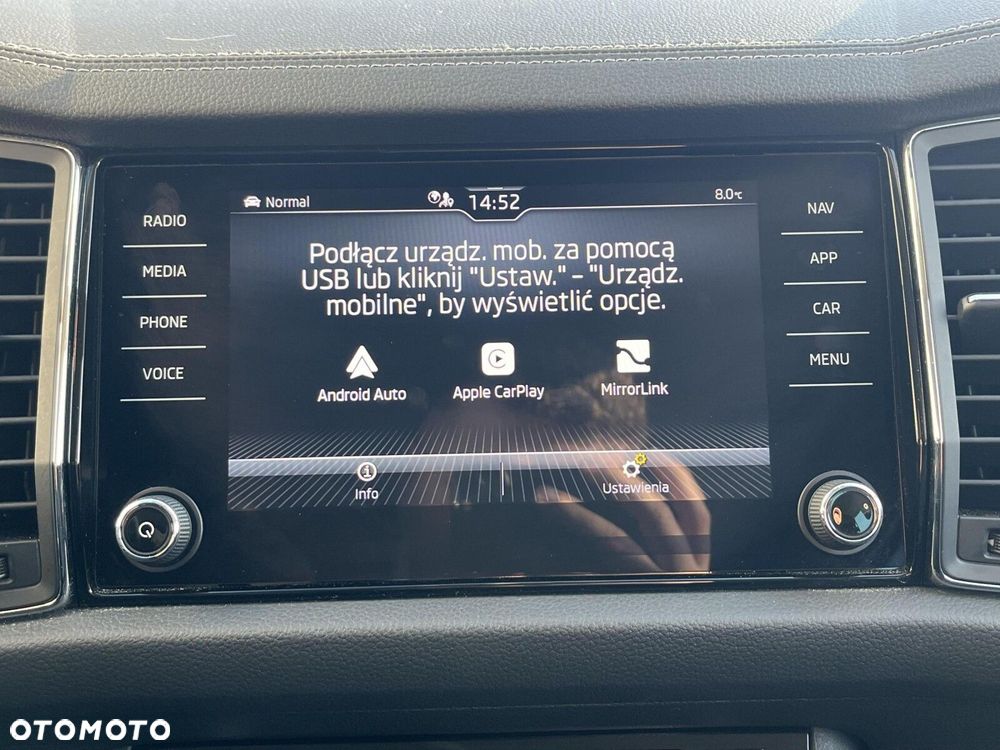 Normal 14:52 8.0°C
RADIO
MEDIA
PHONE
VOICE
Podłącz urządz. mob. za pomocą
USB lub kliknij "Ustaw." – "Urządz.
mobilne", by wyświetlić opcje.
Android Auto Apple CarPlay MirrorLink
Info Ustawienia
NAV
APP
CAR
MENU
OTOMOTO